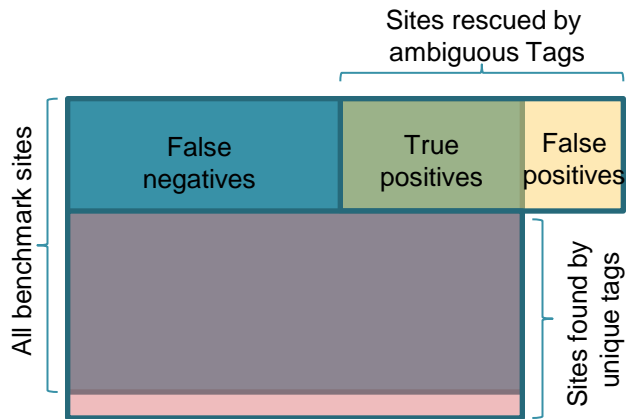 Sites rescued by
ambiguous Tags
False
negatives
True
positives
False
positives
All benchmark sites
Sites found by
unique tags